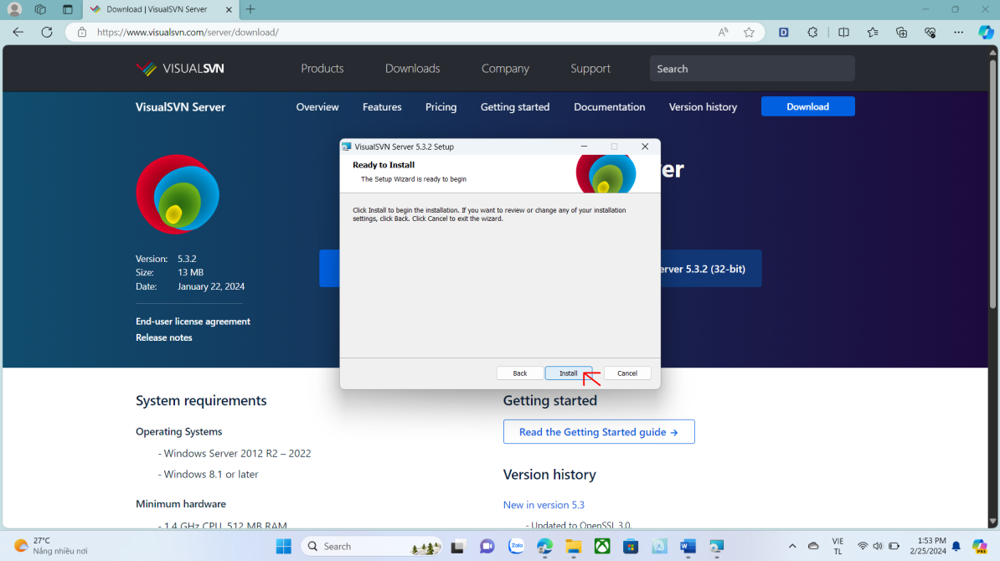 Download | VisualSVN Server
https://www.visualsvn.com/server/download/
VISUALSVN
Products
Downloads
Company
Support
Search
VisualSVN Server
Overview
Features
Pricing
Getting started
Documentation
Version history
Download
er
Version: 5.3.2
Size: 13 MB
Date: January 22, 2024
End-user license agreement
Release notes
erver 5.3.2 (32-bit)
VisualSVN Server 5.3.2 Setup
Ready to Install
The Setup Wizard is ready to begin
Click Install to begin the installation. If you want to review or change any of your installation
settings, click Back. Click Cancel to exit the wizard.
Back
Install
Cancel
System requirements
Operating Systems
- Windows Server 2012 R2 – 2022
- Windows 8.1 or later
Minimum hardware
- 1.4 GHz CPU, 512 MB RAM
Getting started
Read the Getting Started guide →
Version history
New in version 5.3
- Updated to OpenSSL 3.0.
27°C
Nắng nhiều nơi
Search
Zalo
VIE
TL
1:53 PM
2/25/2024
PRE